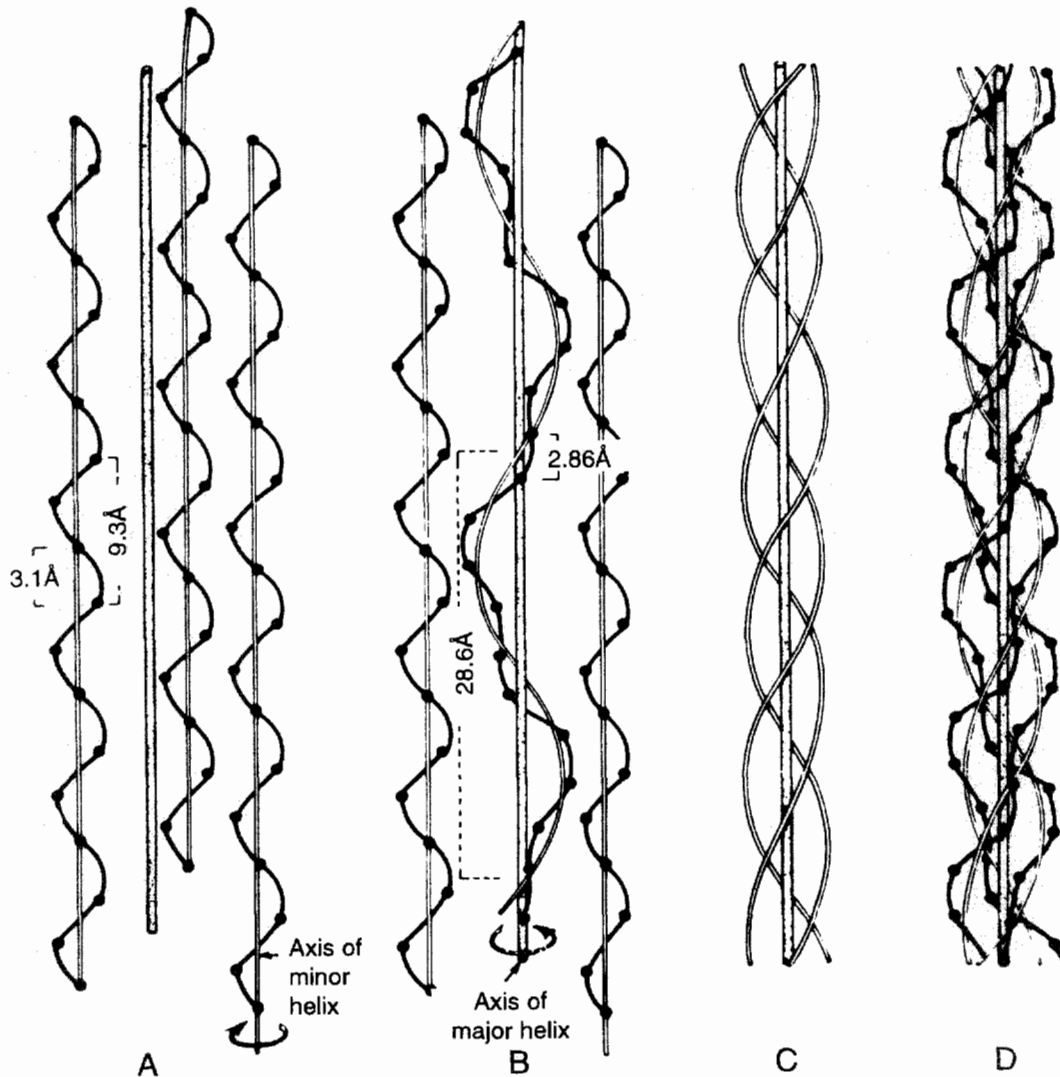 3.1Å
9.3Å
Axis of
minor
helix
A
28.6Å
2.86Å
Axis of
major helix
B
C
D